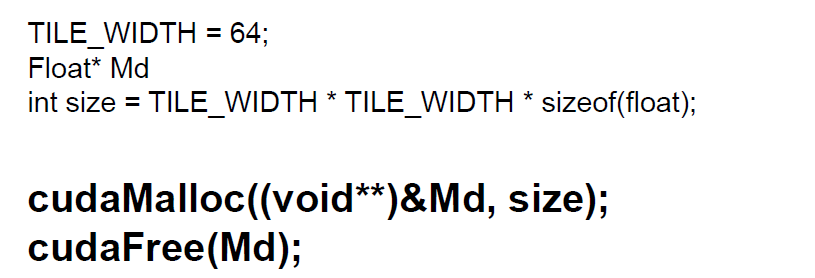 TILE_WIDTH = 64;
Float* Md
int size = TILE_WIDTH * TILE_WIDTH * sizeof(float);
cudaMalloc((void**)&Md, size);
cudaFree(Md);